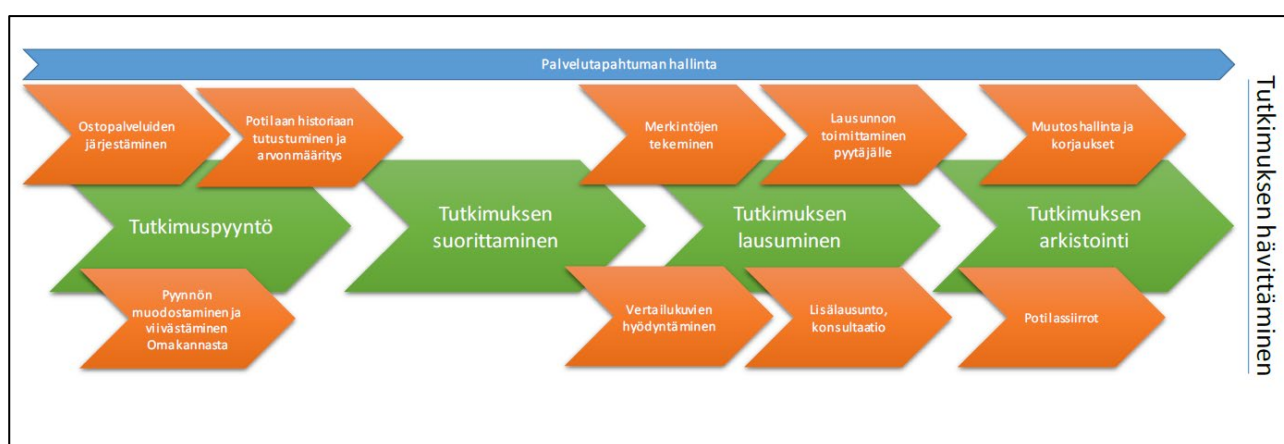 Palvelutapahtuman hallinta
Ostopalveluiden
järjestäminen
Potilaan historiaan
tutustuminen ja
arvonmääritys
Merkintöjen
tekeminen
Lausunnon
toimittaminen
pyytäjälle
Muutoshallinta ja
korjaukset
Tutkimuspyyntö
Tutkimuksen
suorittaminen
Tutkimuksen
lausuminen
Tutkimuksen
arkistointi
Pyynnön
muodostaminen ja
viivästäminen
Omakannasta
Vertailukuvien
hyödyntäminen
Lisälausunto,
konsultaatio
Potilassiirrot
Tutkimuksen hävittäminen